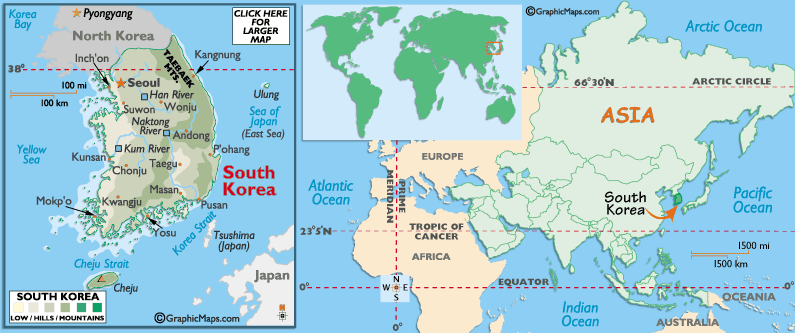 Korea
Bay
Pyongyang
CLICK HERE
FOR
LARGER
MAP
North Korea
Inch'on
TAEBAEK
MTS.
Kangnung
38°
100 mi
100 km
Seoul
Han River
Suwon
Wonju
Ulung
Sea of
Japan
(East Sea)
Naktong
River
Andong
Yellow
Sea
Kunsan
Kum River
P'ohang
Chonju
Taegu
South
Korea
Masan
Mokp'o
Kwangju
Pusan
Yosu
Korea Strait
Tsushima
(Japan)
Cheju Strait
Cheju
Japan
SOUTH KOREA
LOW / HILLS / MOUNTAINS
©GraphicMaps.com
©GraphicMaps.com
Arctic Ocean
66°30'N
ARCTIC CIRCLE
ASIA
EUROPE
Atlantic
Ocean
PRIME
MERIDIAN
South
Korea
Pacific
Ocean
23°5'N
TROPIC OF
CANCER
AFRICA
1500 mi
1500 km
N
W E
S
0°
EQUATOR
Indian
Ocean
OCEANIA
AUSTRALIA
0°